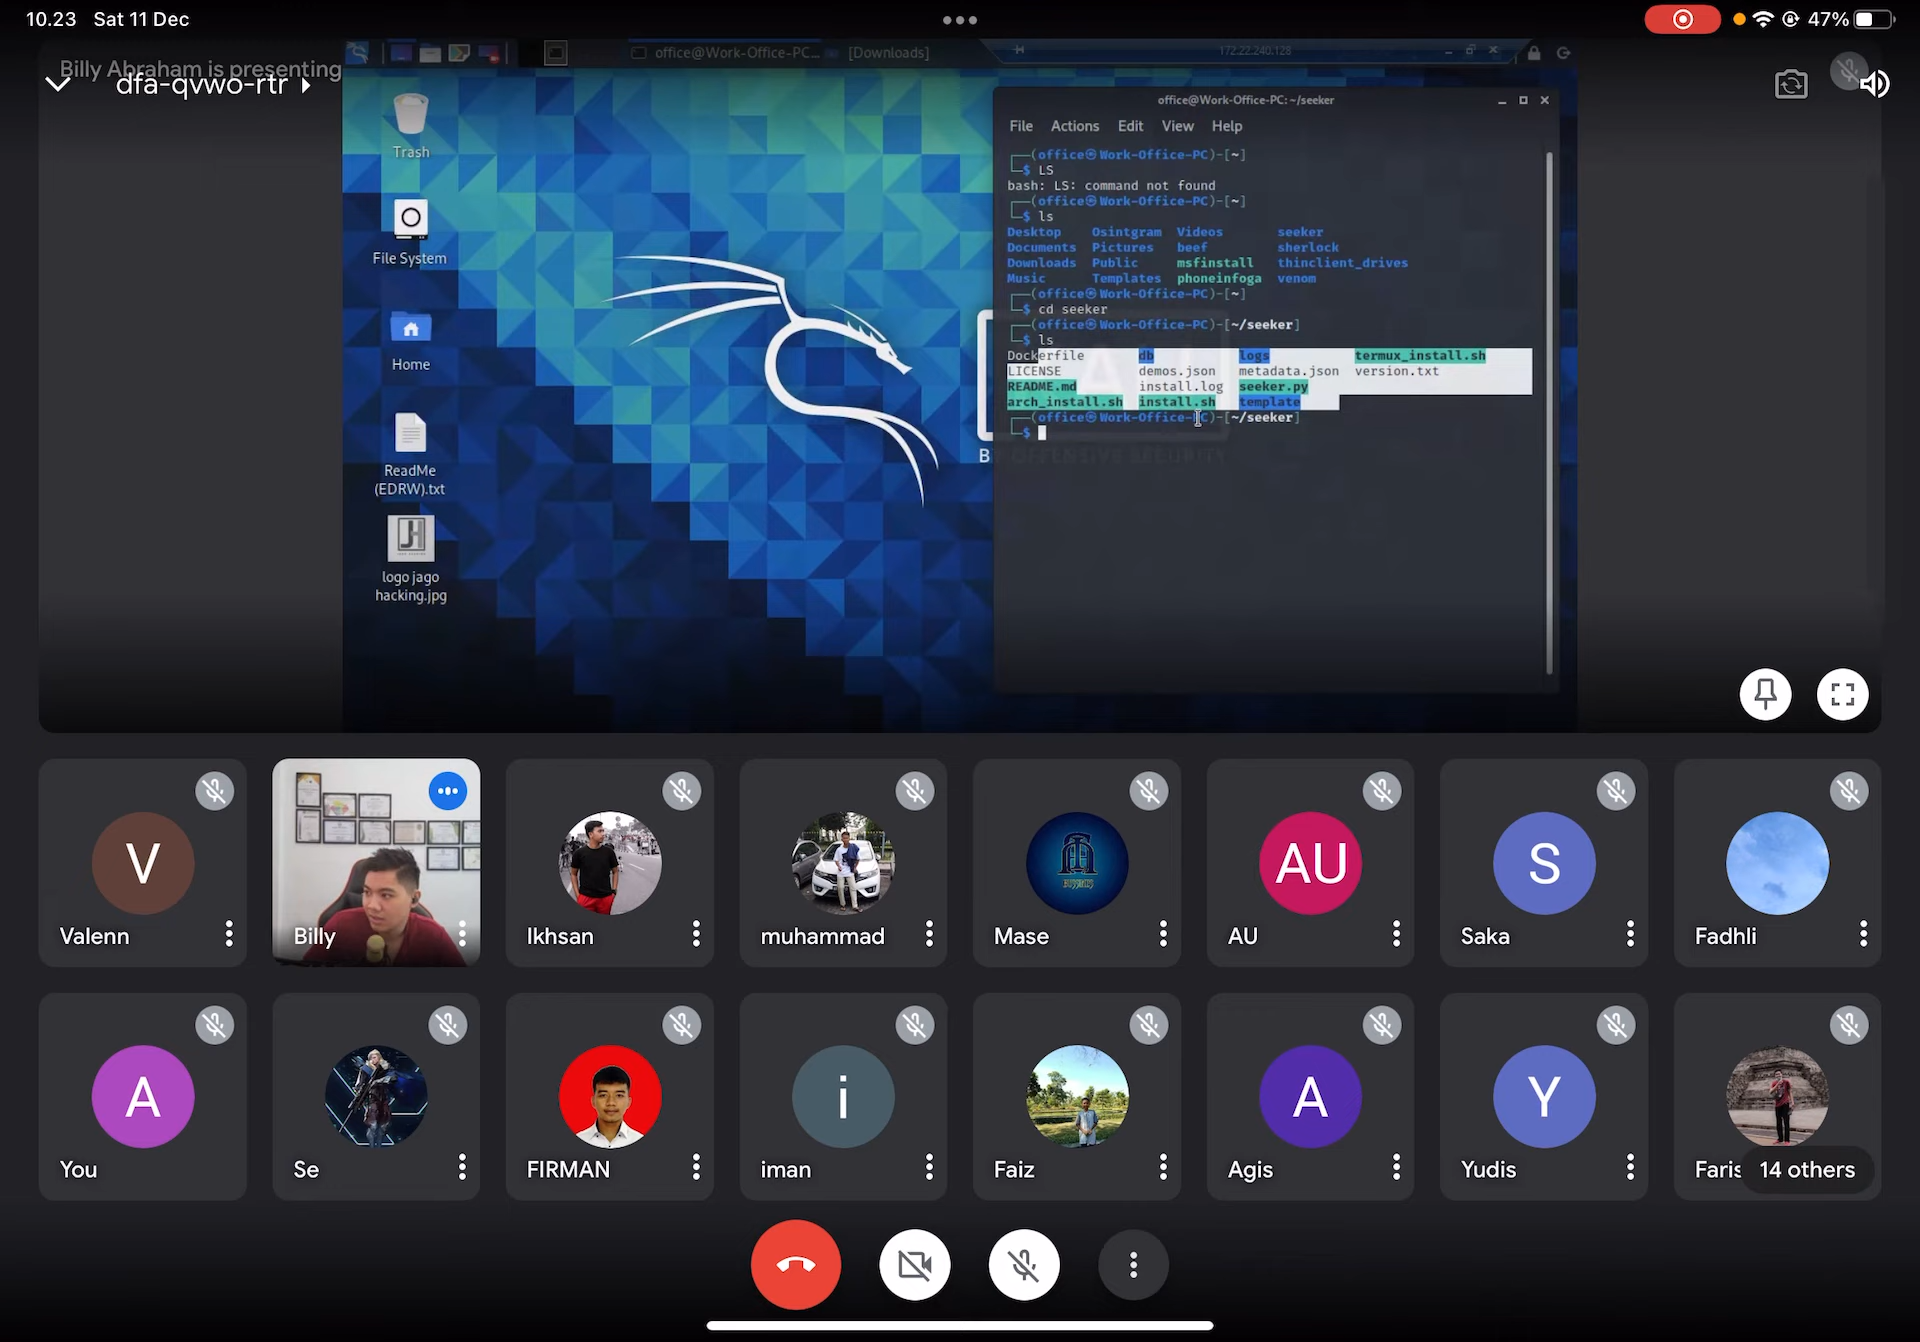 10.23 Sat 11 Dec
47%
Billy Abraham is presenting
dfa-qvwo-rtr
office@Work-Office-PC...
[Downloads]
172.22.240.128
Trash
File System
Home
ReadMe
(EDRW).txt
JH
logo jago
hacking.jpg
office@Work-Office-PC:~/seeker
File Actions Edit View Help
(office㉿Work-Office-PC)-[~]
$ LS
bash: LS: command not found
(office㉿Work-Office-PC)-[~]
$ ls
Desktop Osintgram Videos seeker
Documents Pictures beef sherlock
Downloads Public msfinstall thinclient_drives
Music Templates phoneinfoga venom
(office㉿Work-Office-PC)-[~]
$ cd seeker
(office㉿Work-Office-PC)-[~/seeker]
$ ls
Dockerfile db logs termux_install.sh
LICENSE demos.json metadata.json version.txt
README.md install.log seeker.py
arch_install.sh install.sh template
(office㉿Work-Office-PC)-[~/seeker]
$
BY OFFENSIVE SECURITY
V
Valenn
Billy
Ikhsan
muhammad
Mase
AU
AU
S
Saka
Fadhli
A
You
Se
FIRMAN
i
iman
Faiz
A
Agis
Y
Yudis
Faris
14 others